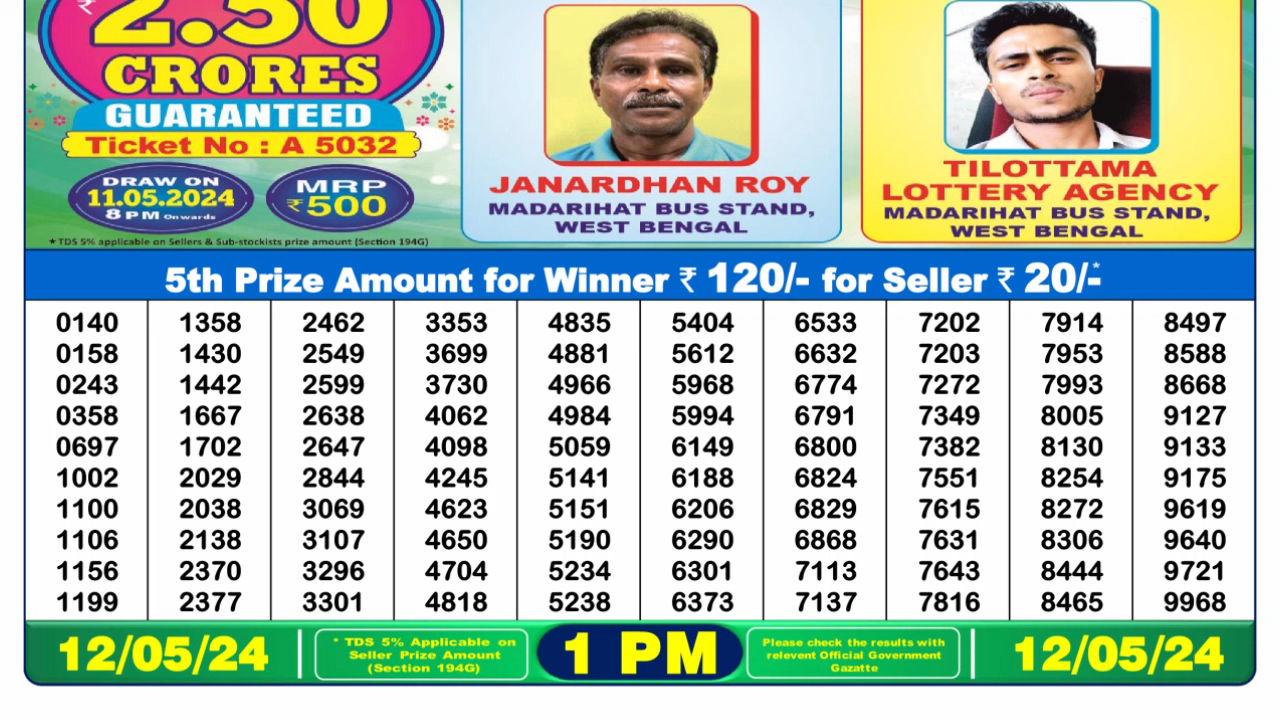 ₹ 2.50
CRORES
GUARANTEED
Ticket No : A 5032
DRAW ON
11.05.2024
8 PM Onwards
MRP
₹500
★TDS 5% applicable on Sellers & Sub-stockists prize amount (Section 194G)
JANARDHAN ROY
MADARIHAT BUS STAND,
WEST BENGAL
TILOTTAMA
LOTTERY AGENCY
MADARIHAT BUS STAND,
WEST BENGAL
5th Prize Amount for Winner ₹ 120/- for Seller ₹ 20/-*
0140 1358 2462 3353 4835 5404 6533 7202 7914 8497
0158 1430 2549 3699 4881 5612 6632 7203 7953 8588
0243 1442 2599 3730 4966 5968 6774 7272 7993 8668
0358 1667 2638 4062 4984 5994 6791 7349 8005 9127
0697 1702 2647 4098 5059 6149 6800 7382 8130 9133
1002 2029 2844 4245 5141 6188 6824 7551 8254 9175
1100 2038 3069 4623 5151 6206 6829 7615 8272 9619
1106 2138 3107 4650 5190 6290 6868 7631 8306 9640
1156 2370 3296 4704 5234 6301 7113 7643 8444 9721
1199 2377 3301 4818 5238 6373 7137 7816 8465 9968
12/05/24
* TDS 5% Applicable on
Seller Prize Amount
(Section 194G)
1 PM
Please check the results with
relevent Official Government
Gazatte
12/05/24